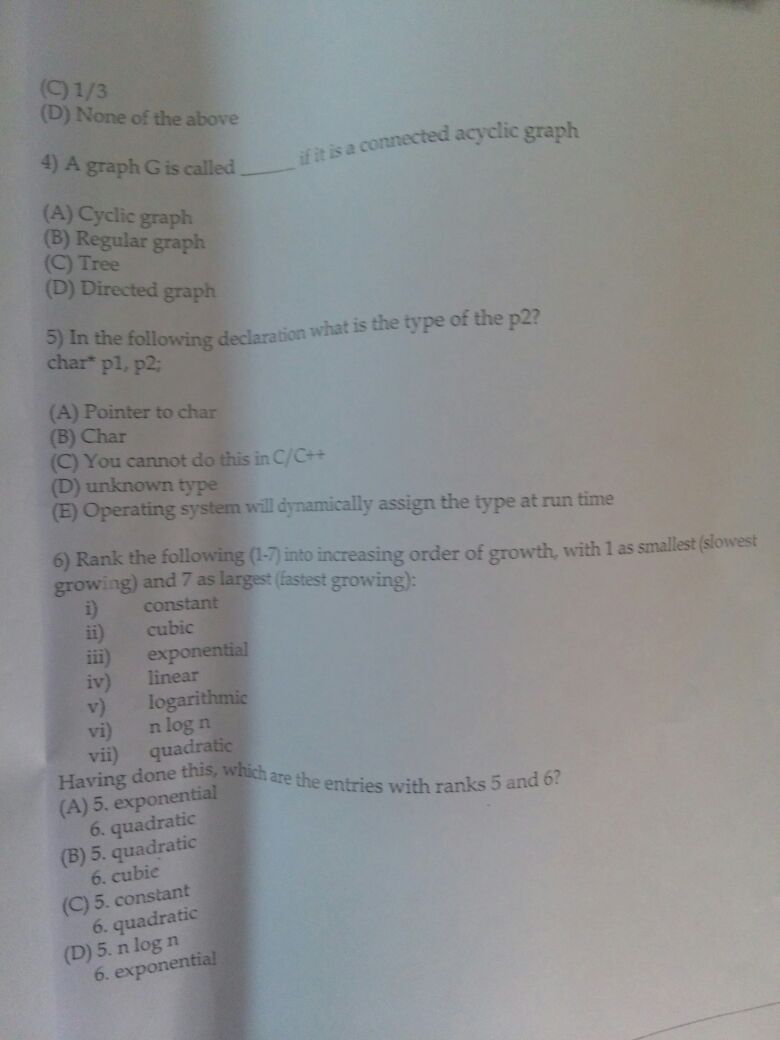 (C) 1/3
(D) None of the above
4) A graph G is called _____ if it is a connected acyclic graph
(A) Cyclic graph
(B) Regular graph
(C) Tree
(D) Directed graph
5) In the following declaration what is the type of the p2?
char* p1, p2;
(A) Pointer to char
(B) Char
(C) You cannot do this in C/C++
(D) unknown type
(E) Operating system will dynamically assign the type at run time
6) Rank the following (1-7) into increasing order of growth, with 1 as smallest (slowest
growing) and 7 as largest (fastest growing):
i) constant
ii) cubic
iii) exponential
iv) linear
v) logarithmic
vi) n log n
vii) quadratic
Having done this, which are the entries with ranks 5 and 6?
(A) 5. exponential
6. quadratic
(B) 5. quadratic
6. cubic
(C) 5. constant
6. quadratic
(D) 5. n log n
6. exponential